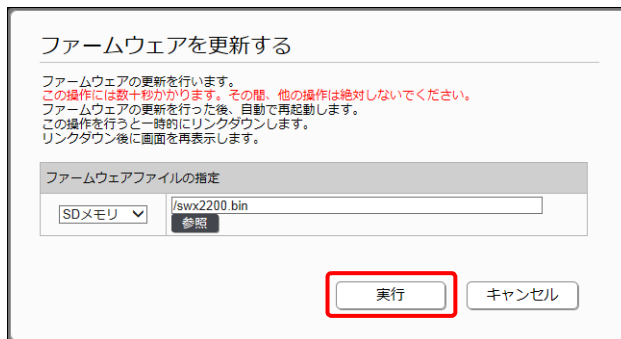 ファームウェアを更新する
ファームウェアの更新を行います。
この操作には数十秒かかります。その間、他の操作は絶対しないでください。
ファームウェアの更新を行った後、自動で再起動します。
この操作を行うと一時的にリンクダウンします。
リンクダウン後に画面を再表示します。
ファームウェアファイルの指定
SDメモリ
/swx2200.bin
参照
実行
キャンセル